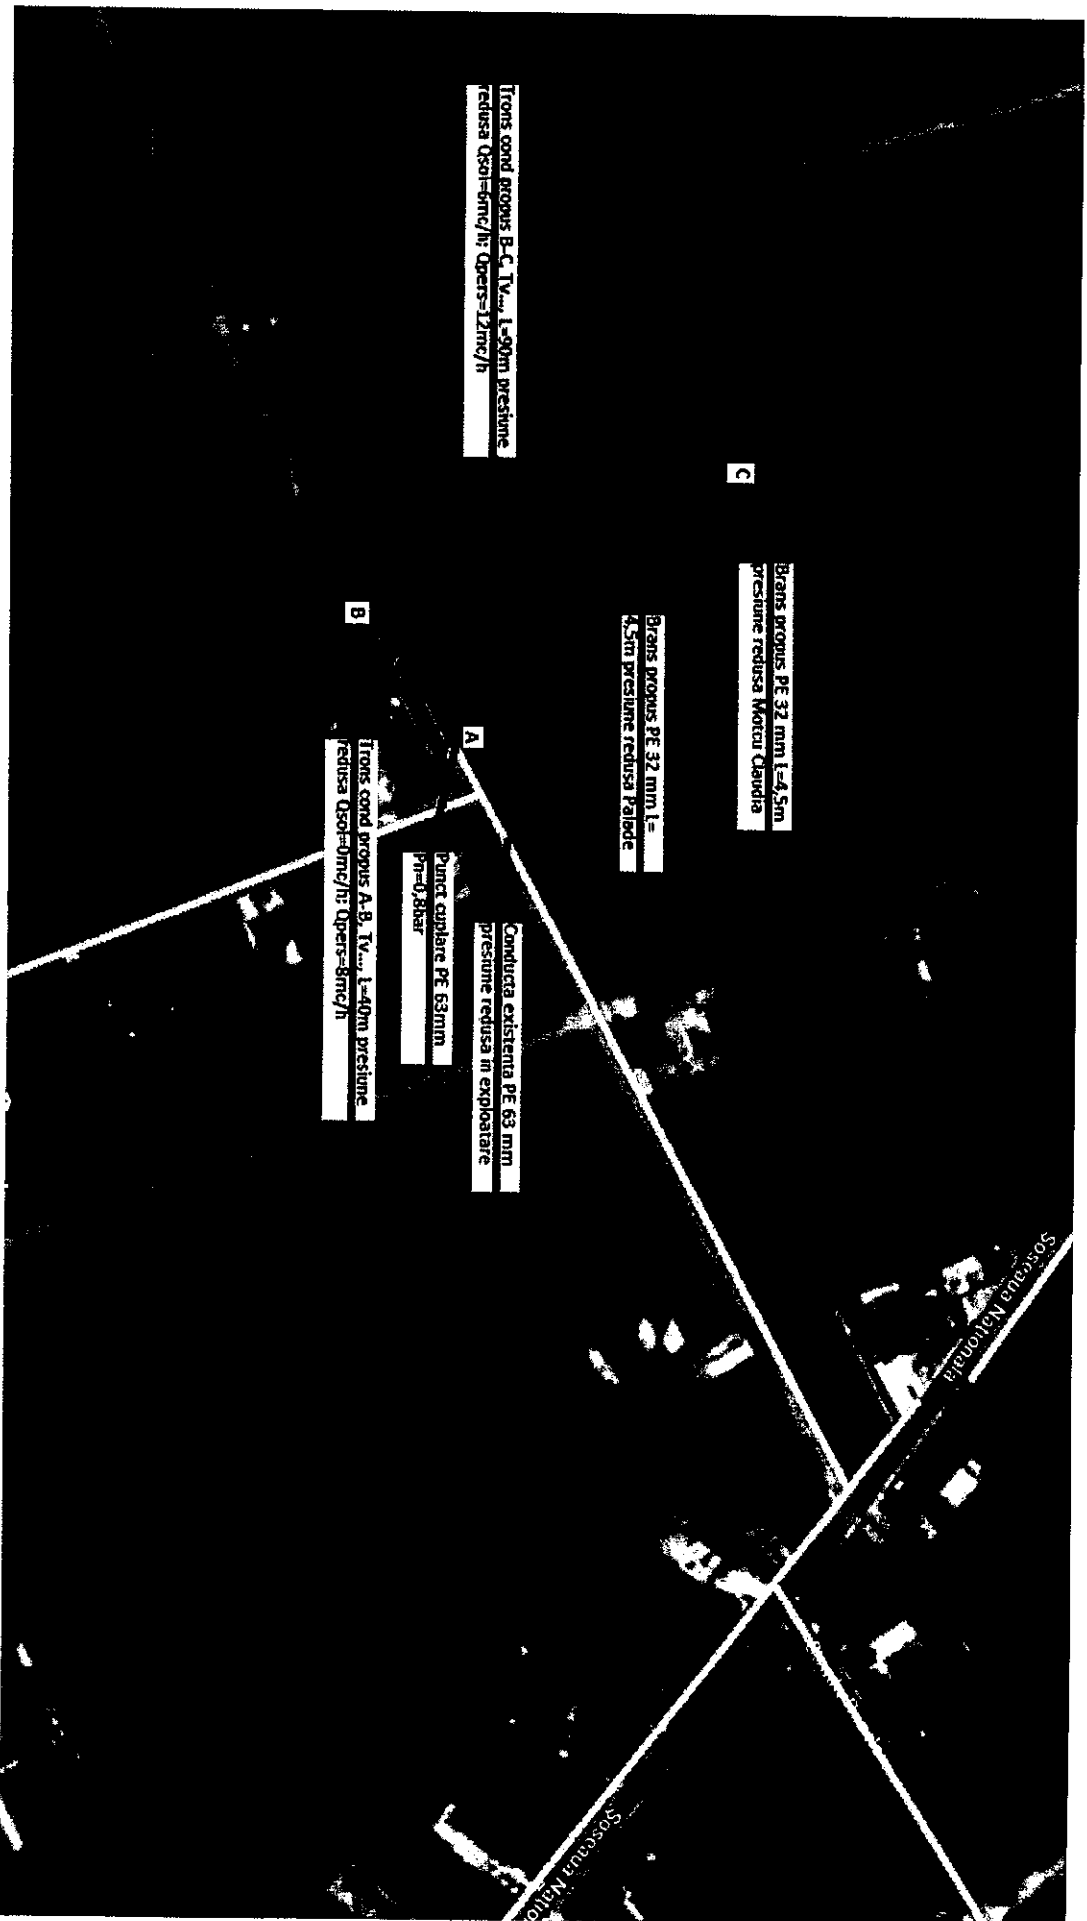 Brans propus PE 32 mm L=4,5m
presiune redusa Motou Claudia
C
Brans propus PE 32 mm L=
4,5m presiune redusa Palade
Trons cond propus B-C, Tv..., L=90m presiune
redusa Qsol=6mc/h; Qpers=12mc/h
A
Conducta existenta PE 63 mm
presiune redusa in exploatare
Punct cuplare PE 63mm
Pn=0,8bar
B
Trons cond propus A-B, Tv..., L=40m presiune
redusa Qsol=0mc/h; Qpers=8mc/h
Soseaua Nationala
Soseaua Nation